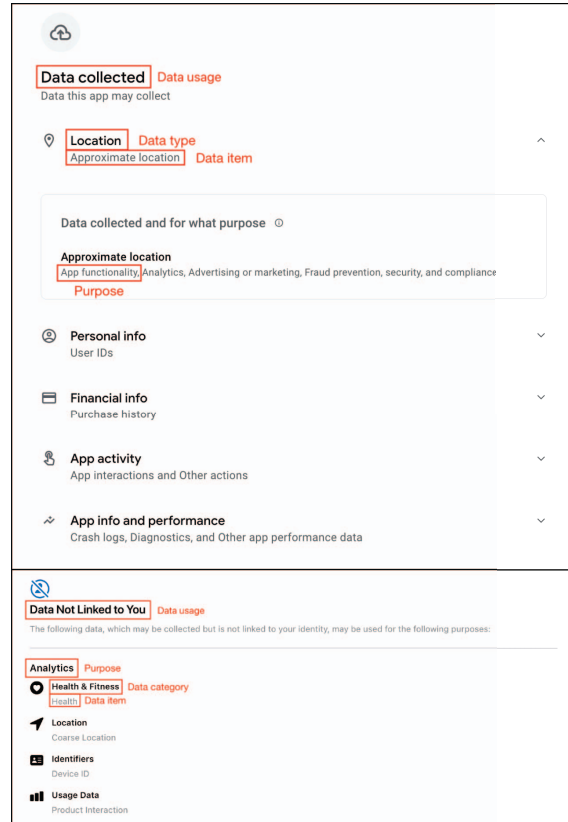 Data collected Data usage
Data this app may collect
Location Data type
Approximate location Data item
Data collected and for what purpose
Approximate location
App functionality, Analytics, Advertising or marketing, Fraud prevention, security, and compliance
Purpose
Personal info
User IDs
Financial info
Purchase history
App activity
App interactions and Other actions
App info and performance
Crash logs, Diagnostics, and Other app performance data
Data Not Linked to You Data usage
The following data, which may be collected but is not linked to your identity, may be used for the following purposes:
Analytics Purpose
Health & Fitness Data category
Health Data item
Location
Coarse Location
Identifiers
Device ID
Usage Data
Product Interaction